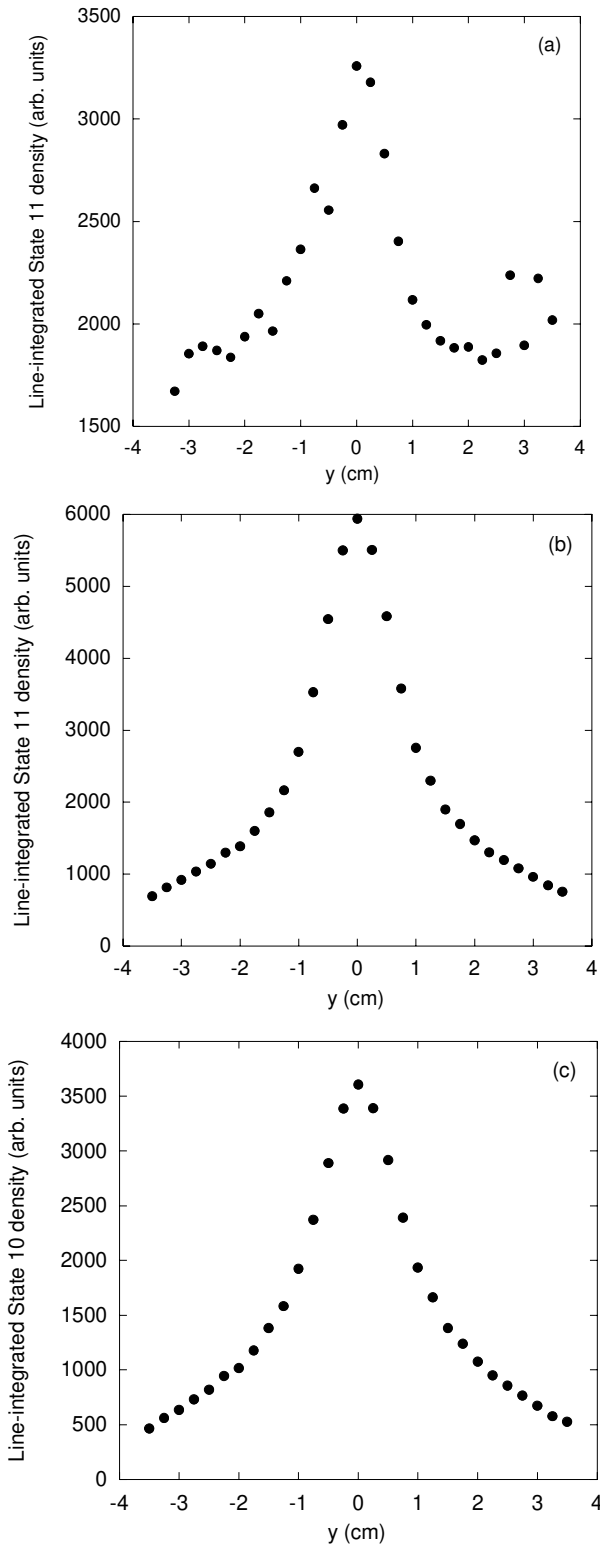 3500
(a)
3000
2500
2000
1500
-4 -3 -2 -1 0 1 2 3 4
y (cm)
Line-integrated State 11 density (arb. units)
6000
(b)
5000
4000
3000
2000
1000
0
-4 -3 -2 -1 0 1 2 3 4
y (cm)
Line-integrated State 11 density (arb. units)
4000
(c)
3500
3000
2500
2000
1500
1000
500
0
-4 -3 -2 -1 0 1 2 3 4
y (cm)
Line-integrated State 10 density (arb. units)